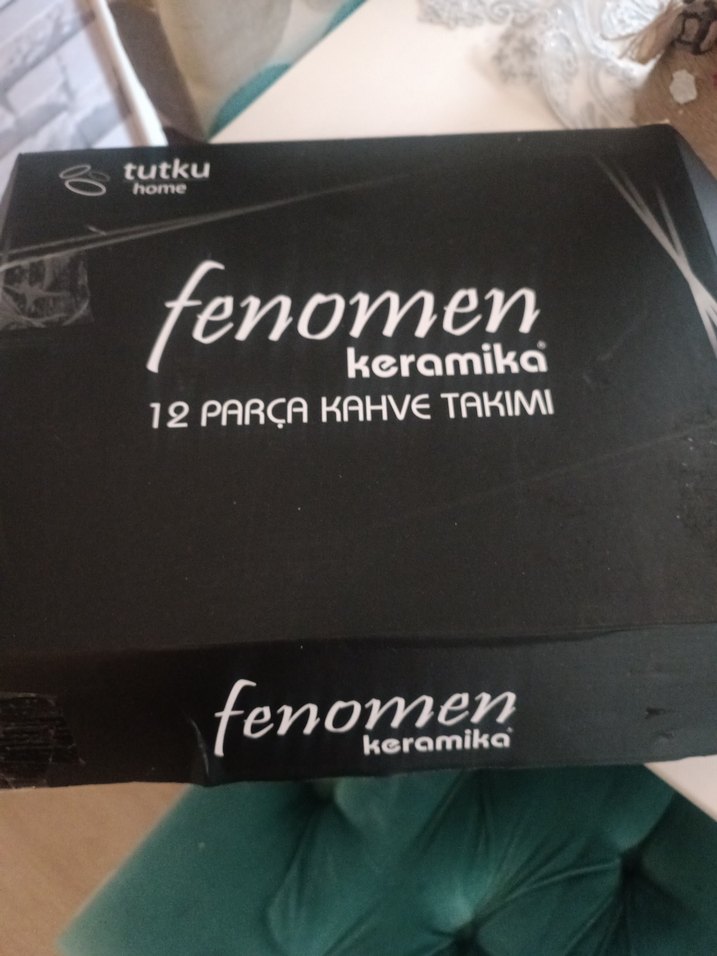 tutku
home
fenomen
keramika®
12 PARÇA KAHVE TAKIMI
fenomen
keramika®